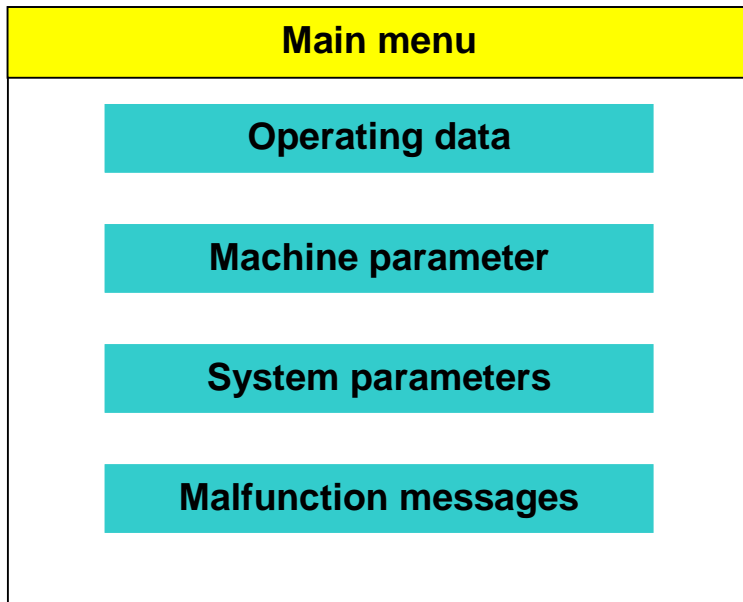 Main menu
Operating data
Machine parameter
System parameters
Malfunction messages